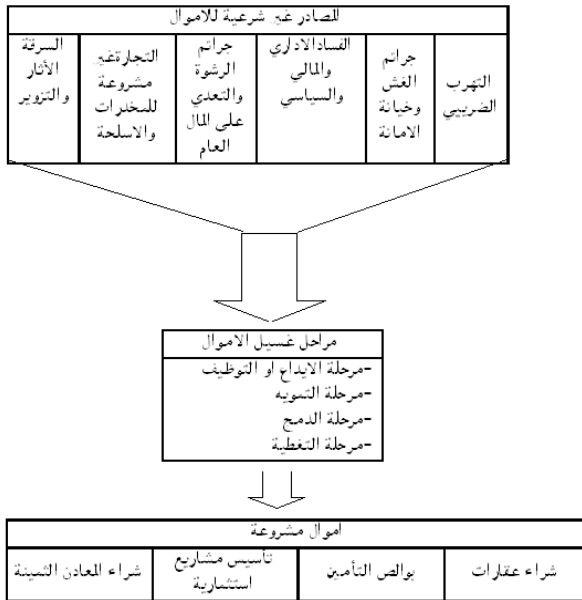 المصادر غير شرعية للاموال
التهرب
الضريبي
جرائم
الغش
وخيانة
الامانة
الفساد الاداري
والمالي
والسياسي
جرائم
الرشوة
والتعدي
على المال
العام
التجارة غير
مشروعة
للمخدرات
والاسلحة
السرقة
الأثار
والتزوير
مراحل غسيل الاموال
-مرحلة الايداع او التوظيف
-مرحلة التمويه
-مرحلة الدمج
-مرحلة التغطية
اموال مشروعة
شراء عقارات
بوالص التأمين
تأسيس مشاريع
استثمارية
شراء المعادن الثمينة